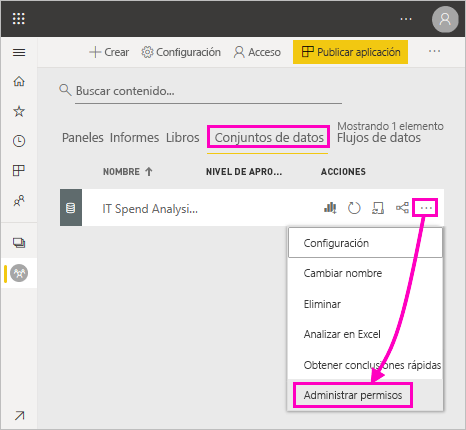 Crear Configuración Acceso Publicar aplicación
Buscar contenido...
Mostrando 1 elemento
Paneles Informes Libros Conjuntos de datos Flujos de datos
NOMBRE NIVEL DE APRO... ACCIONES
IT Spend Analysi...
Configuración
Cambiar nombre
Eliminar
Analizar en Excel
Obtener conclusiones rápidas
Administrar permisos